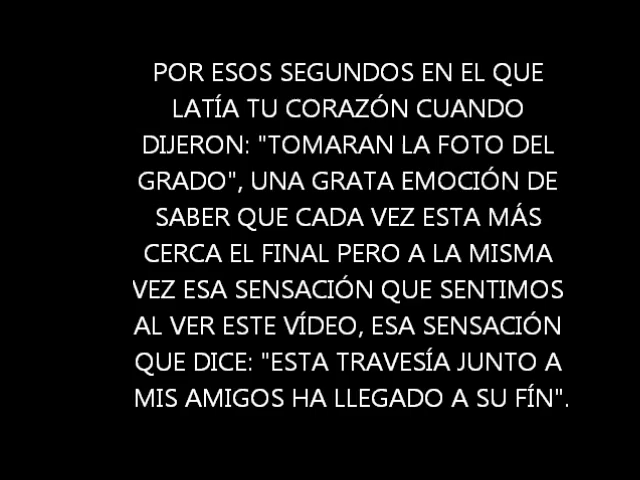 POR ESOS SEGUNDOS EN EL QUE
LATÍA TU CORAZÓN CUANDO
DIJERON: "TOMARAN LA FOTO DEL
GRADO", UNA GRATA EMOCIÓN DE
SABER QUE CADA VEZ ESTA MÁS
CERCA EL FINAL PERO A LA MISMA
VEZ ESA SENSACIÓN QUE SENTIMOS
AL VER ESTE VÍDEO, ESA SENSACIÓN
QUE DICE: "ESTA TRAVESÍA JUNTO A
MIS AMIGOS HA LLEGADO A SU FÍN".